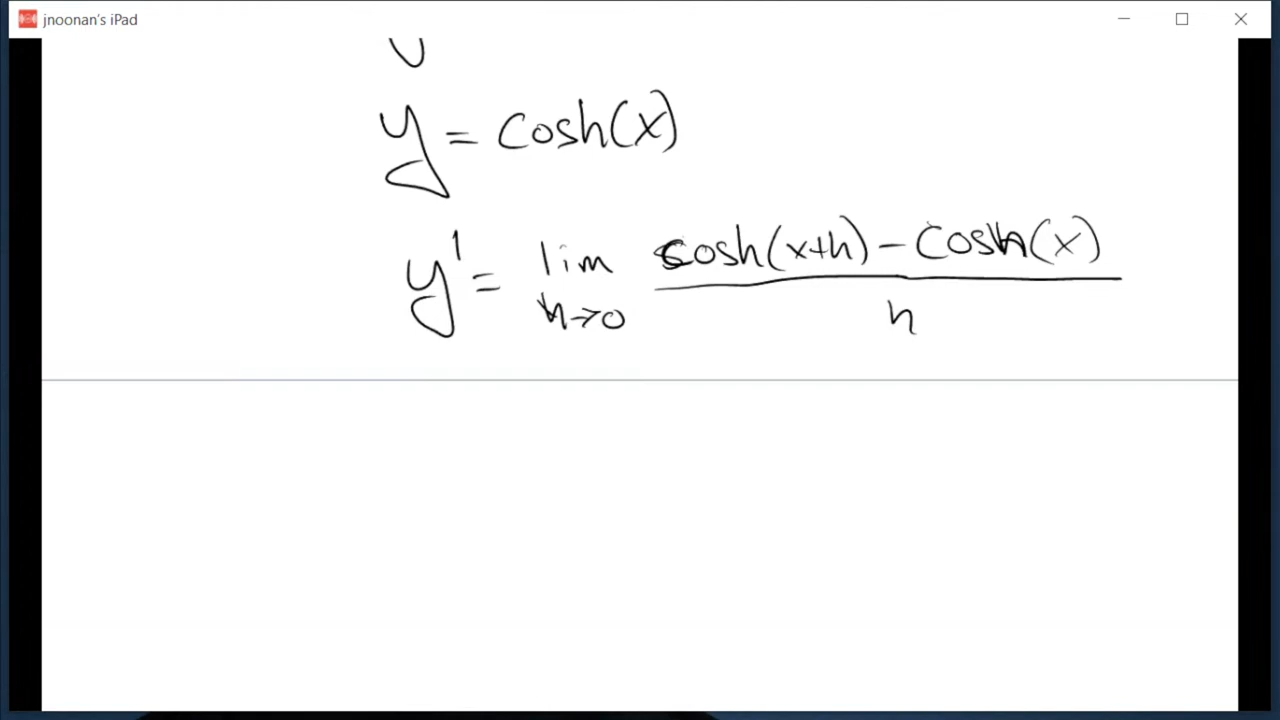 jnoonan's iPad
y = cosh(x)
y' = lim h→0 (cosh(x+h) - cosh(x)) / h